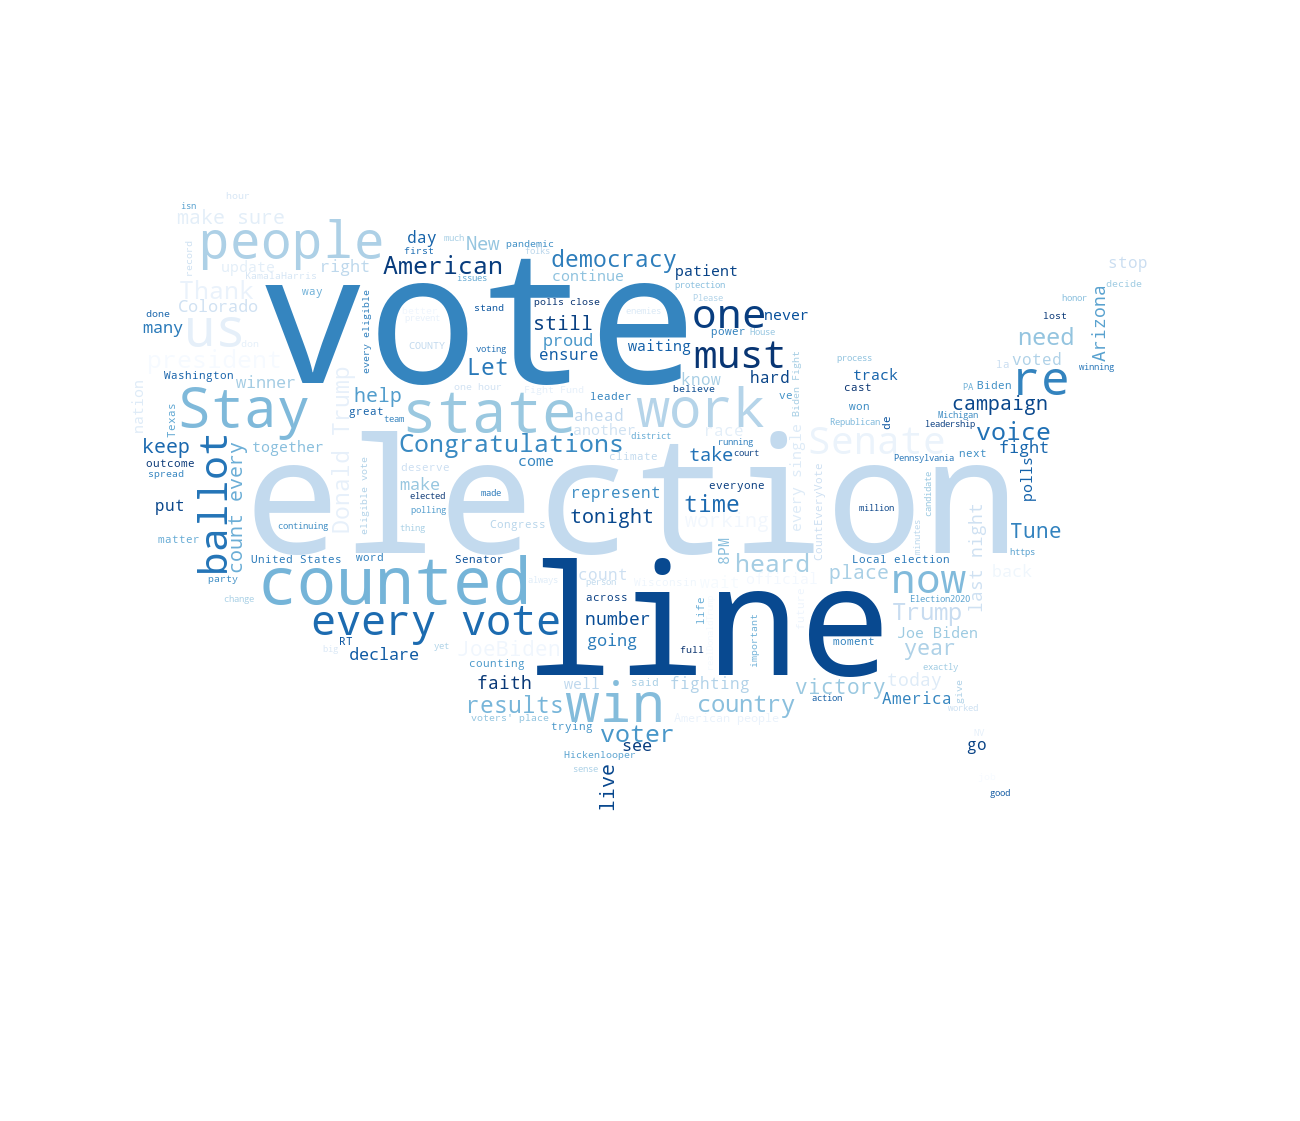 hour
isn
make sure
people
day
New
pandemic
much
first
folks
record
update
right
KamalaHarris
American
issues
democracy
continue
patient
protection
stop
decide
Thank
Colorado
way
vote
every eligible
stand
polls close
Please
honor
lost
done
many
us
don
president
COUNTY
voting
Let
still
proud
ensure
waiting
enemies
one
never
power
House
must
need
Arizona
voted
la
winning
process
track
cast
won
Republican
de
nation
Washington
winner
Texas
Stay
Donald Trump
help
great
team
state
one hour
Fight Fund
leader
know
believe
hard
ve
work
ahead
another
race
district
running
court
every single
Biden Fight
Senate
PA
Biden
re
campaign
Michigan
leadership
voice
fight
next
Pennsylvania
polls
keep
outcome
spread
together
ballot
count every
put
matter
Congratulations
come
climate
take
deserve
make
elected
polling
thing
eligible vote
made
election
represent
tonight
everyone
time
working
CountEveryVote
million
candidate
minutes
last night
Tune
https
continuing
Congress
8PM
United States
word
Senator
party
change
counted
always
count
person
Wisconsin
wait
official
heard
place
Local election
now
back
Election2020
across
every vote
line
number
going
life
future
important
full
moment
Trump
Joe Biden
year
exactly
RT
declare
big
yet
JoeBiden
counting
faith
well
said
fighting
victory
action
today
America
give
worked
results
win
voters' place
trying
voter
country
American people
see
Hickenlooper
sense
live
go
good